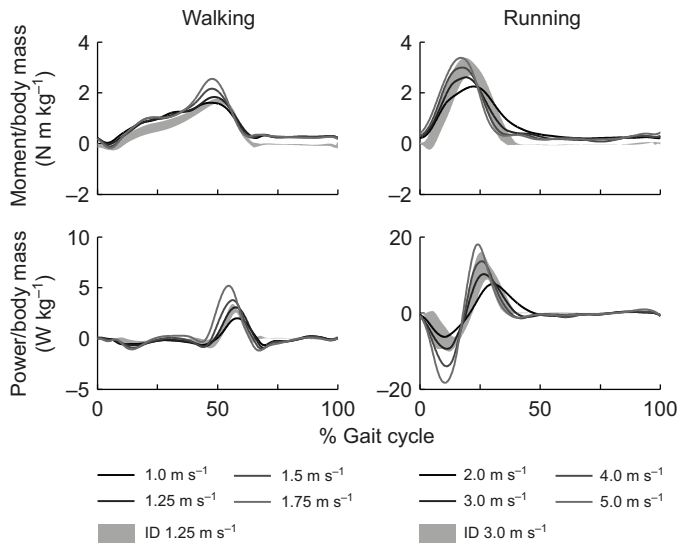 Walking
Running
Moment/body mass
(N m kg⁻¹)
4
2
0
–2
4
2
0
–2
Power/body mass
(W kg⁻¹)
10
5
0
–5
0
50
100
20
0
–20
0
50
100
% Gait cycle
1.0 m s⁻¹
1.5 m s⁻¹
1.25 m s⁻¹
1.75 m s⁻¹
ID 1.25 m s⁻¹
2.0 m s⁻¹
4.0 m s⁻¹
3.0 m s⁻¹
5.0 m s⁻¹
ID 3.0 m s⁻¹